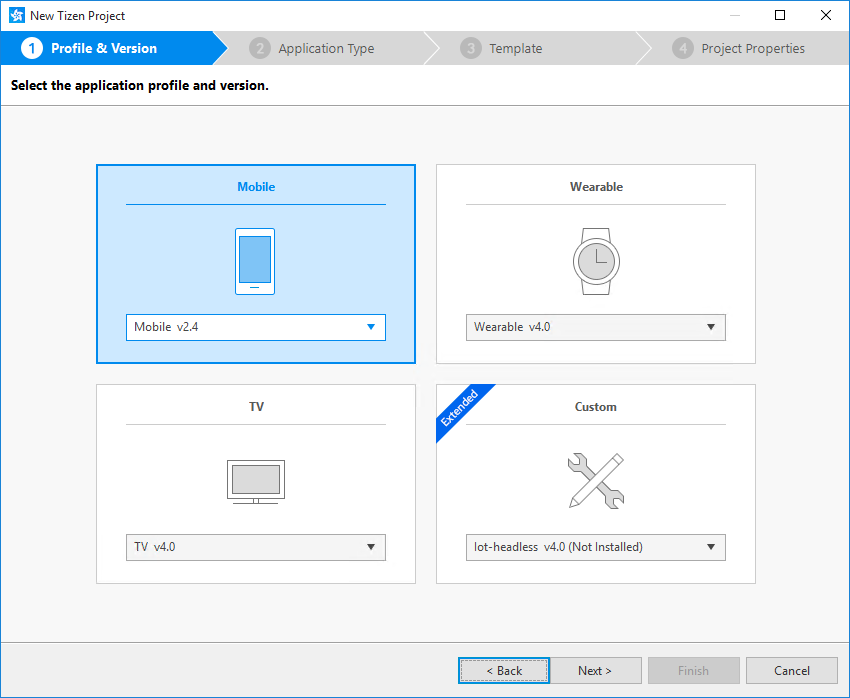 New Tizen Project
1 Profile & Version 2 Application Type 3 Template 4 Project Properties
Select the application profile and version.
Mobile
Mobile v2.4
Wearable
Wearable v4.0
TV
TV v4.0
Extended
Custom
Iot-headless v4.0 (Not Installed)
< Back Next > Finish Cancel